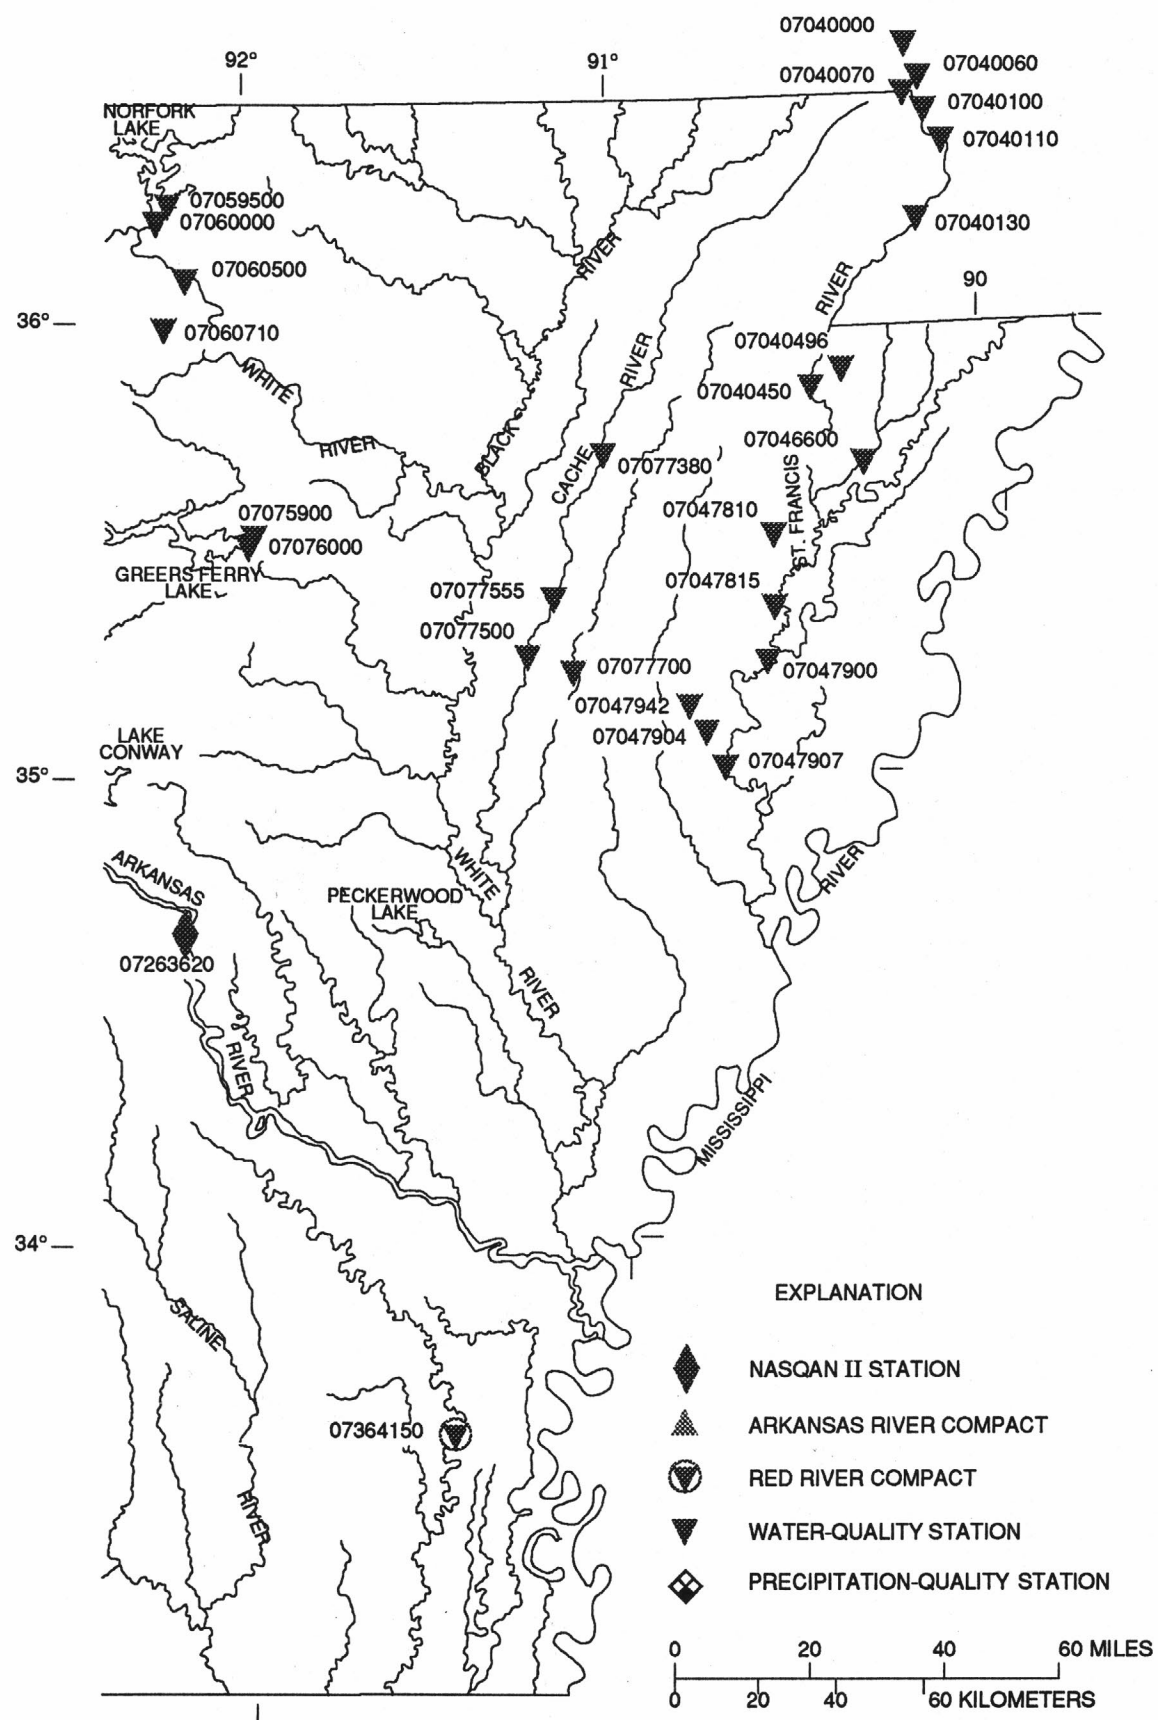 07040000
92°
91°
07040060
07040070
NORFORK
LAKE
07040100
07040110
07059500
07060000
07040130
RIVER
07060500
RIVER
90
36°
07060710
07040496
RIVER
WHITE
07040450
RIVER
BLACK
07046600
CACHE
07077380
ST. FRANCIS
07075900
07047810
07076000
GREERS FERRY
LAKE
07077555
07047815
07077500
07077700
07047900
07047942
07047904
LAKE
CONWAY
07047907
35°
ARKANSAS
WHITE
RIVER
PECKERWOOD
LAKE
07263620
RIVER
RIVER
MISSISSIPPI
34°
EXPLANATION
SALINE
NASQAN II STATION
ARKANSAS RIVER COMPACT
07364150
RED RIVER COMPACT
RIVER
WATER-QUALITY STATION
PRECIPITATION-QUALITY STATION
0 20 40 60 MILES
0 20 40 60 KILOMETERS